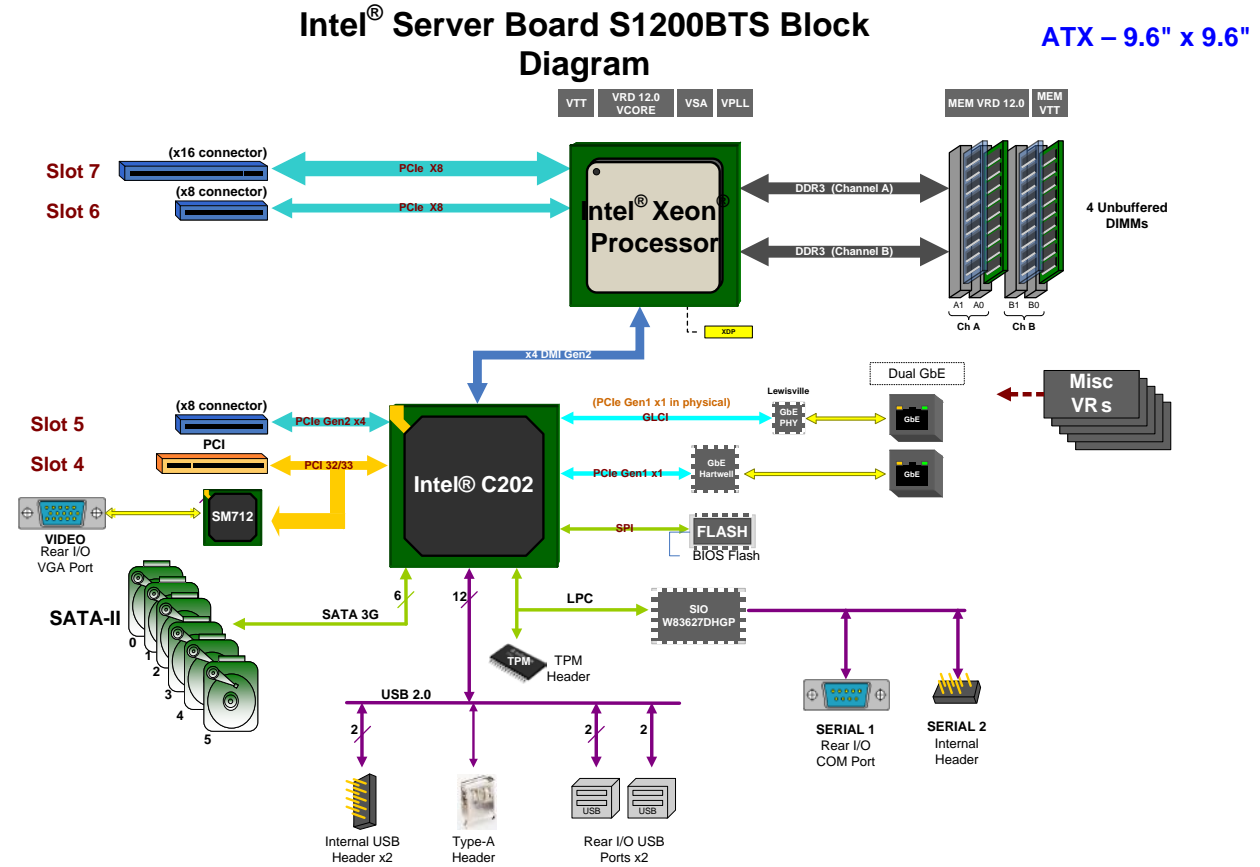 Intel® Server Board S1200BTS Block
Diagram
ATX – 9.6" x 9.6"
VTT
VRD 12.0
VCORE
VSA
VPLL
MEM VRD 12.0
MEM
VTT
(x16 connector)
Slot 7
PCIe X8
(x8 connector)
Slot 6
PCIe X8
Intel® Xeon®
Processor
DDR3 (Channel A)
DDR3 (Channel B)
4 Unbuffered
DIMMs
A1 A0 B1 B0
Ch A
Ch B
XDP
x4 DMI Gen2
Dual GbE
Misc
VR s
(x8 connector)
Slot 5
PCIe Gen2 x4
PCI
Slot 4
PCI 32/33
Intel® C202
(PCIe Gen1 x1 in physical)
GLCI
Lewisville
GbE
PHY
GbE
PCIe Gen1 x1
GbE
Hartwell
GbE
SM712
VIDEO
Rear I/O
VGA Port
SPI
FLASH
BIOS Flash
SATA-II
0
1
2
3
4
5
SATA 3G
6
12
LPC
SIO
W83627DHGP
TPM
TPM
Header
USB 2.0
2
2
2
SERIAL 1
Rear I/O
COM Port
SERIAL 2
Internal
Header
USB
USB
Internal USB
Header x2
Type-A
Header
Rear I/O USB
Ports x2